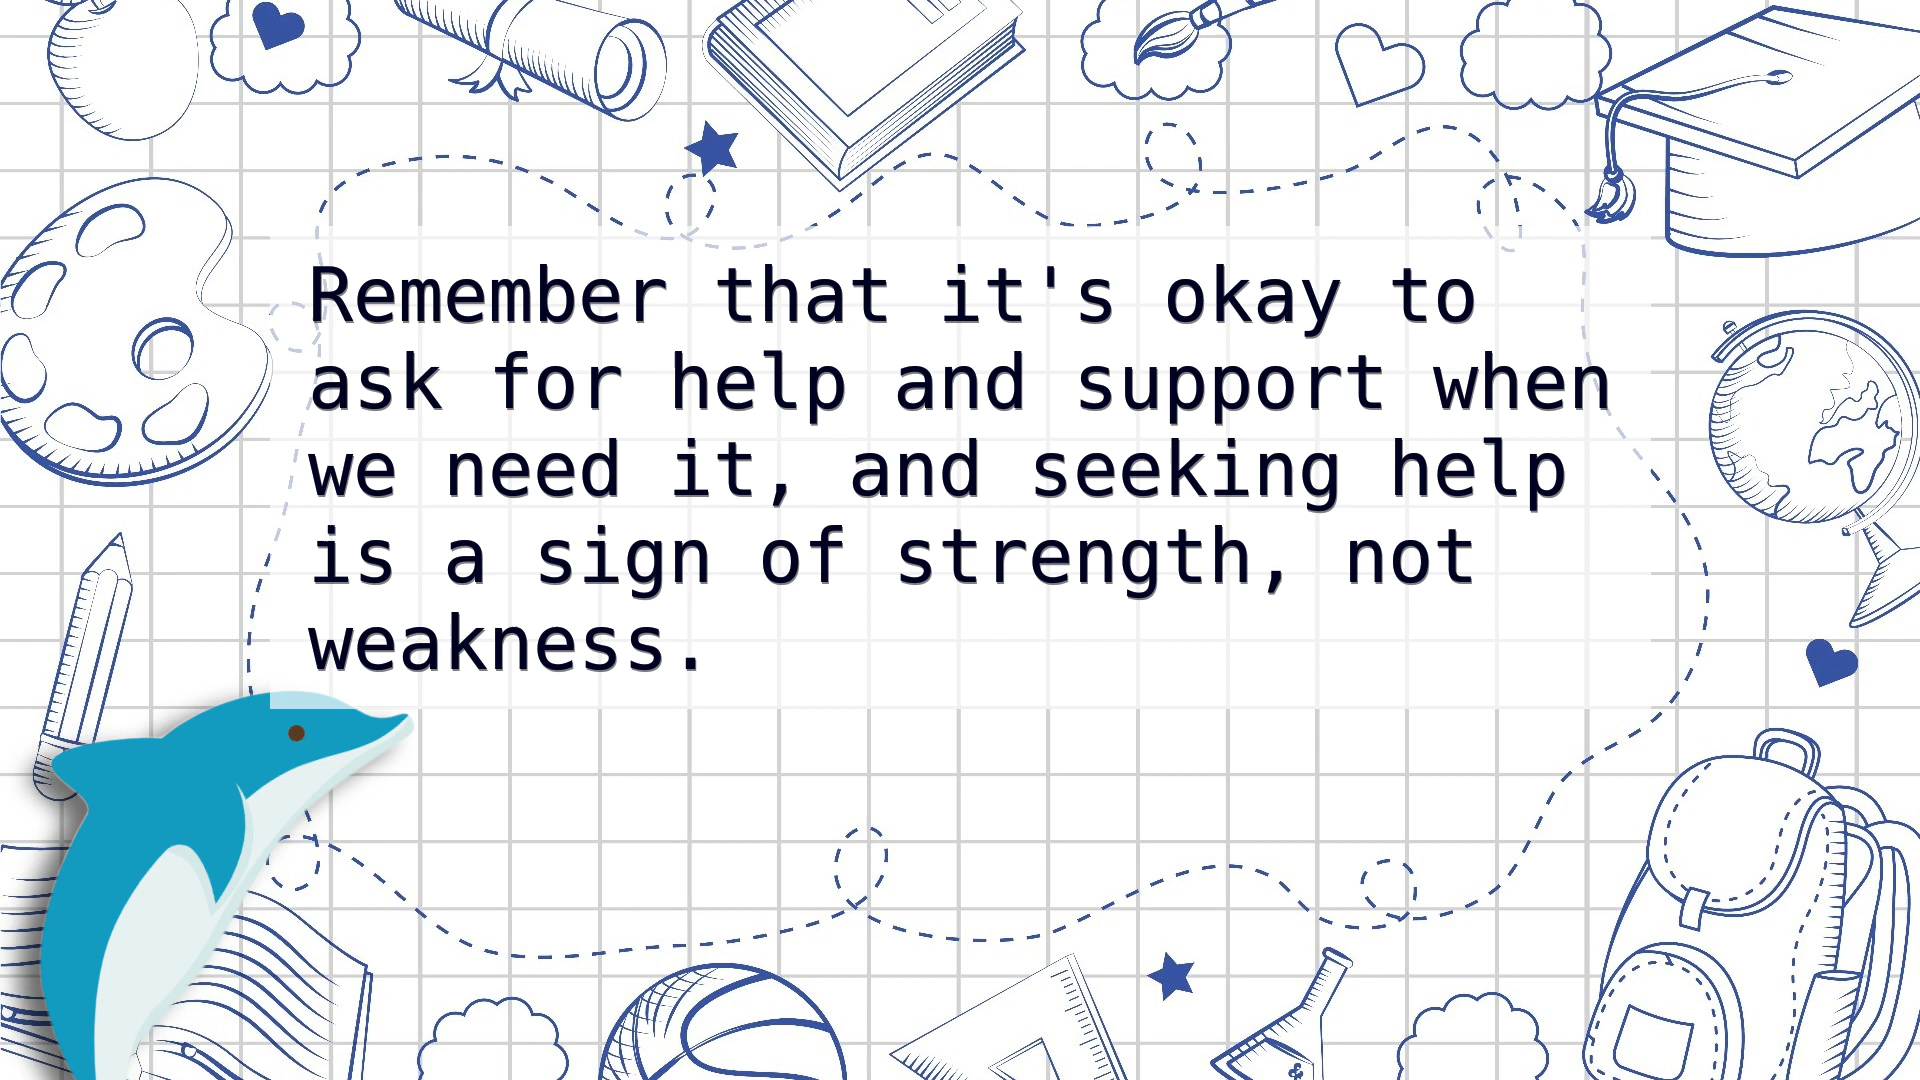 Remember that it's okay to
ask for help and support when
we need it, and seeking help
is a sign of strength, not
weakness.